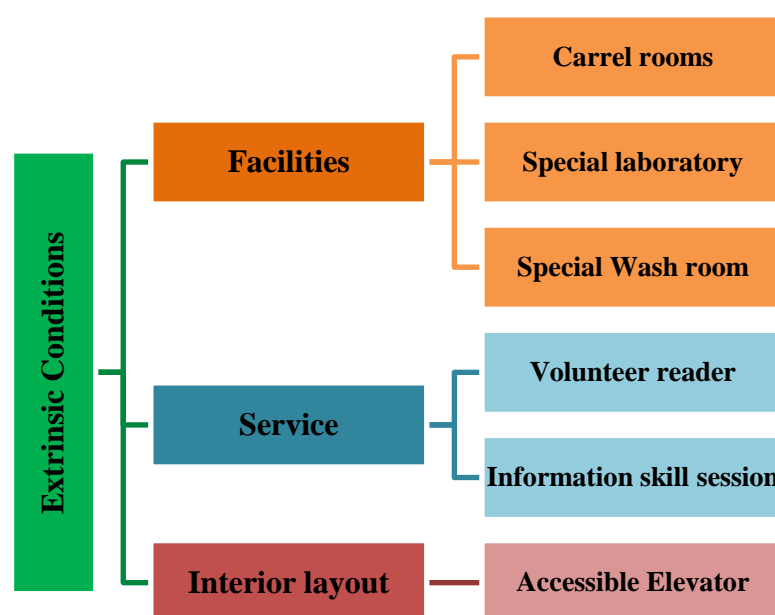 Extrinsic Conditions
Facilities
Carrel rooms
Special laboratory
Special Wash room
Service
Volunteer reader
Information skill session
Interior layout
Accessible Elevator